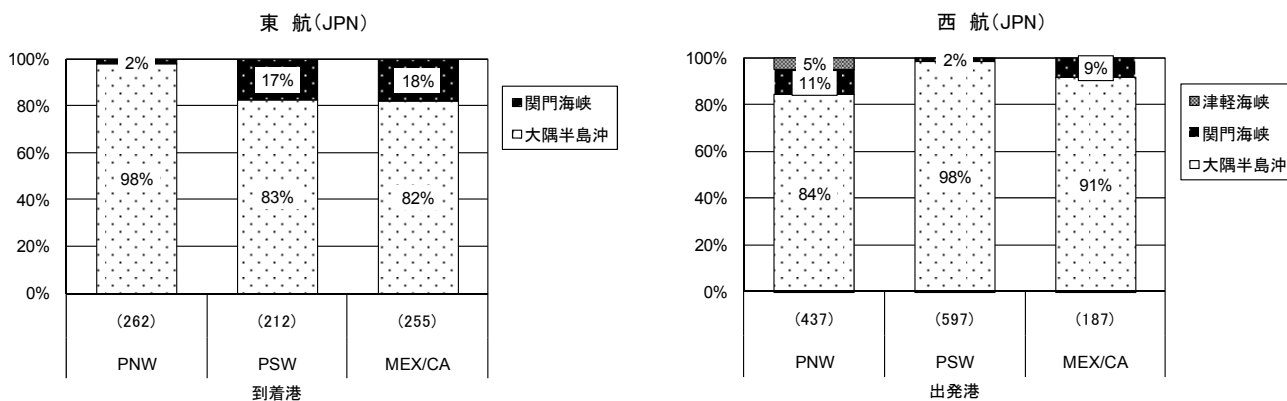 東 航(JPN)
100%
80%
60%
40%
20%
0%
2%
17%
18%
98%
83%
82%
■関門海峡
□大隅半島沖
(262)
(212)
(255)
PNW
PSW
MEX/CA
到着港
西 航(JPN)
100%
80%
60%
40%
20%
0%
5%
11%
2%
9%
84%
98%
91%
津軽海峡
関門海峡
大隅半島沖
(437)
(597)
(187)
PNW
PSW
MEX/CA
出発港